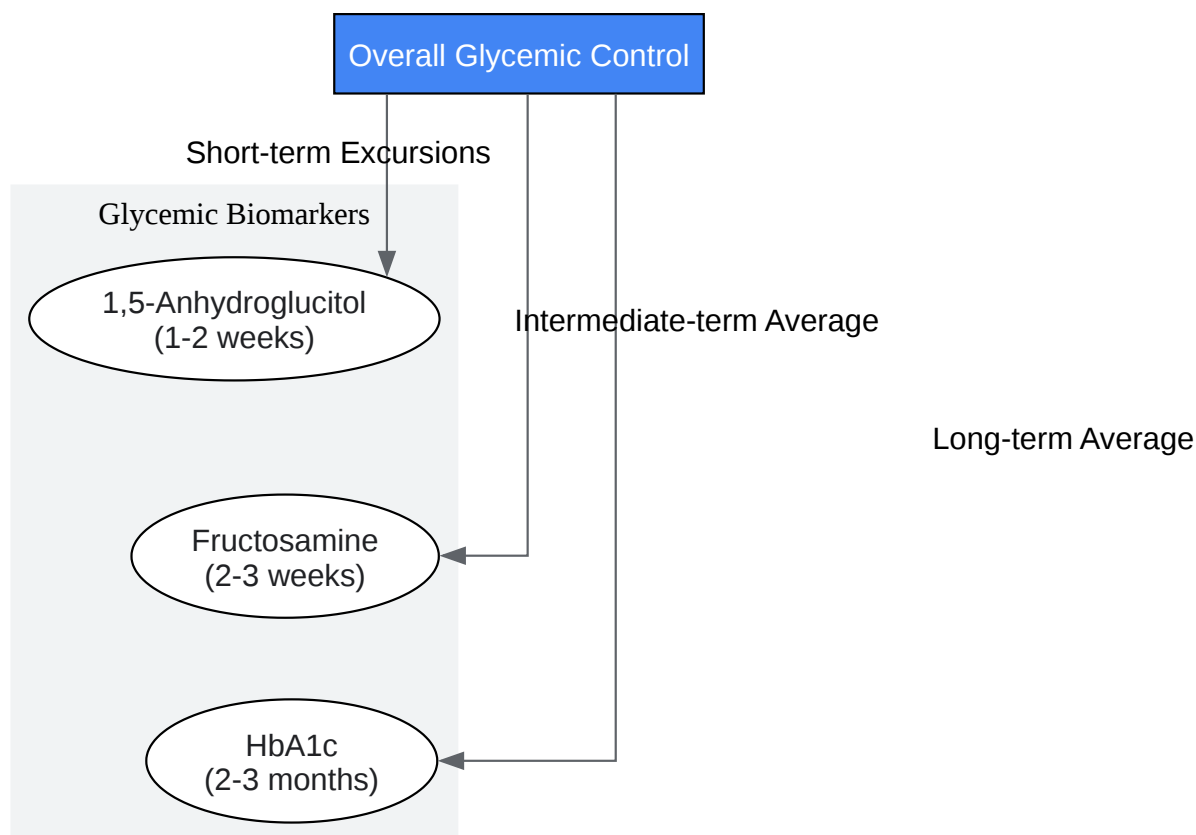 Overall Glycemic Control
Short-term Excursions
Glycemic Biomarkers
1,5-Anhydroglucitol
(1-2 weeks)
Intermediate-term Average
Long-term Average
Fructosamine
(2-3 weeks)
HbA1c
(2-3 months)